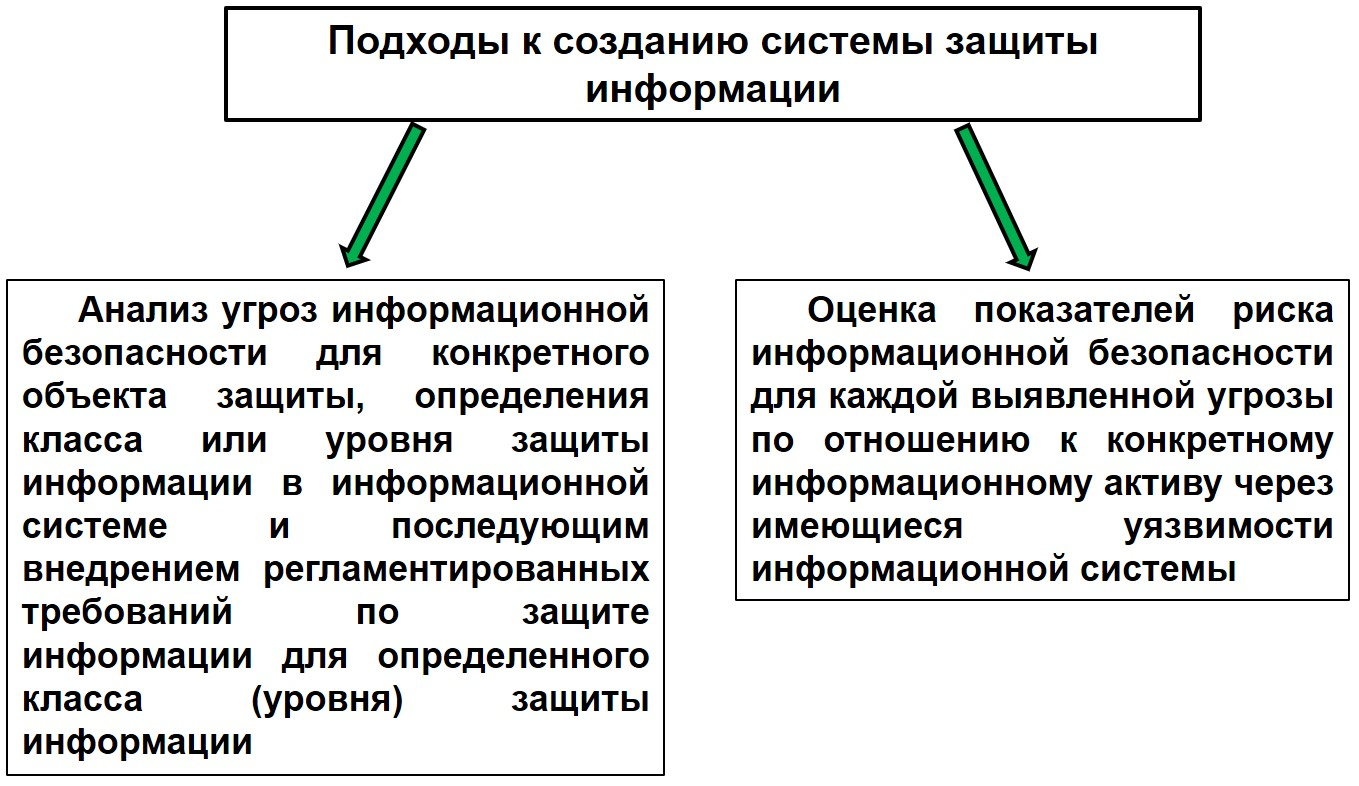 Подходы к созданию системы защиты
информации
Анализ угроз информационной
безопасности для конкретного
объекта защиты, определения
класса или уровня защиты
информации в информационной
системе и последующим
внедрением регламентированных
требований по защите
информации для определенного
класса (уровня) защиты
информации
Оценка показателей риска
информационной безопасности
для каждой выявленной угрозы
по отношению к конкретному
информационному активу через
имеющиеся уязвимости
информационной системы